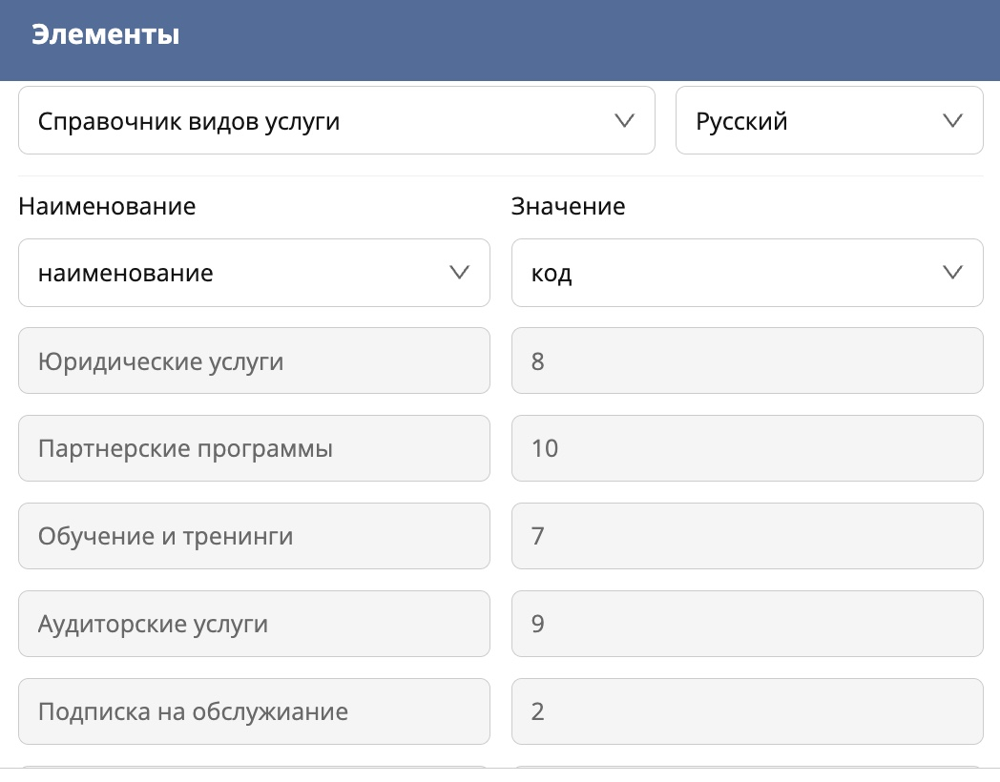 Элементы
Справочник видов услуги
Русский
Наименование
Значение
наименование
код
Юридические услуги
8
Партнерские программы
10
Обучение и тренинги
7
Аудиторские услуги
9
Подписка на обслужиание
2